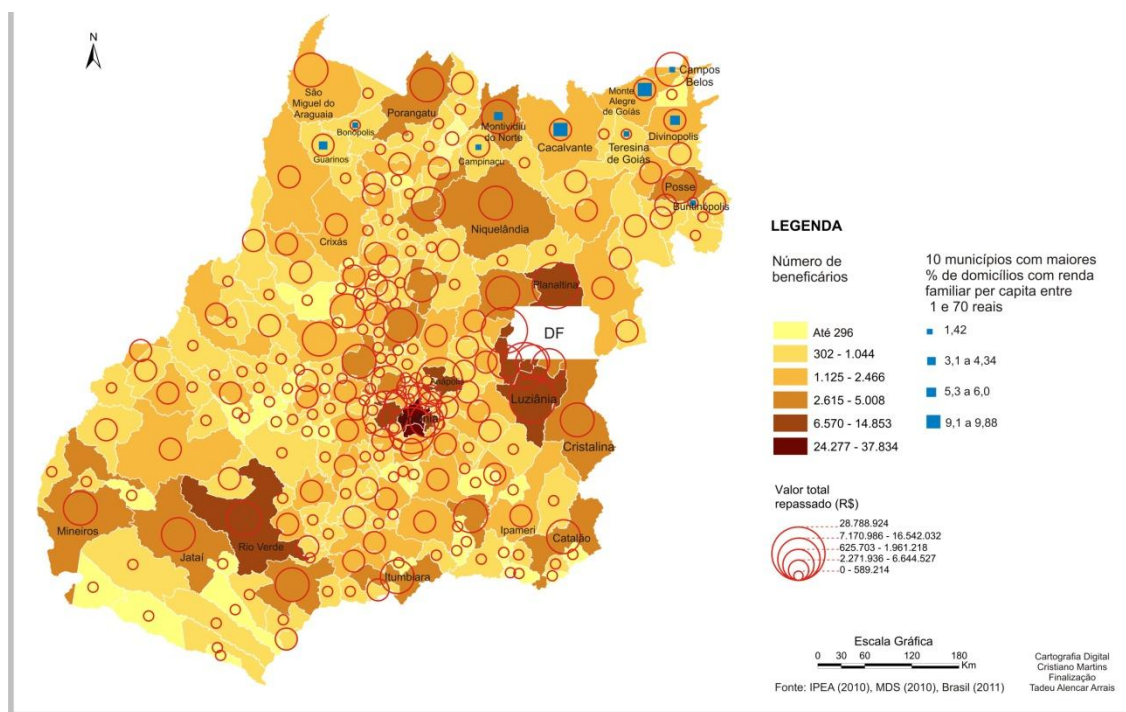 N
São
Miguel do
Araguaia
Porangatu
Bonópolis
Guarinos
Montividiu
do Norte
Campinaçu
Cacalvante
Monte
Alegre
de Goiás
Campos
Belos
Teresina
de Goiás
Divinopolis
Posse
Buritinópolis
Niquelândia
Crixás
Planaltina
DF
Anápolis
Luziânia
Cristalina
Mineiros
Jataí
Rio Verde
Ipameri
Catalão
Itumbiara
LEGENDA
Número de
beneficários
Até 296
302 - 1.044
1.125 - 2.466
2.615 - 5.008
6.570 - 14.853
24.277 - 37.834
10 municípios com maiores
% de domicílios com renda
familiar per capita entre
1 e 70 reais
1,42
3,1 a 4,34
5,3 a 6,0
9,1 a 9,88
Valor total
repassado (R$)
28.788.924
7.170.986 - 16.542.032
625.703 - 1.961.218
2.271.936 - 6.644.527
0 - 589.214
Escala Gráfica
0 30 60 120 180
Km
Fonte: IPEA (2010), MDS (2010), Brasil (2011)
Cartografia Digital
Cristiano Martins
Finalização
Tadeu Alencar Arrais